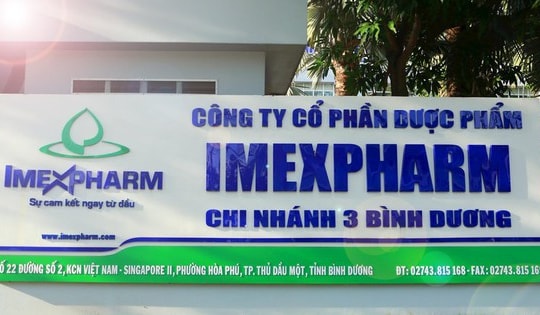 CÔNG TY CỔ PHẦN DƯỢC PHẨM
IMEXPHARM
CHI NHÁNH 3 BÌNH DƯƠNG
IMEXPHARM
Sự cam kết ngay từ đầu
www.imexpharm.com
Ố 22 ĐƯỜNG SỐ 2, KCN VIỆT NAM - SINGAPORE II, PHƯỜNG HÒA PHÚ, TP. THỦ DẦU MỘT, TỈNH BÌNH DƯƠNG ĐT: 02743.815 168 - FAX : 02743.815 16